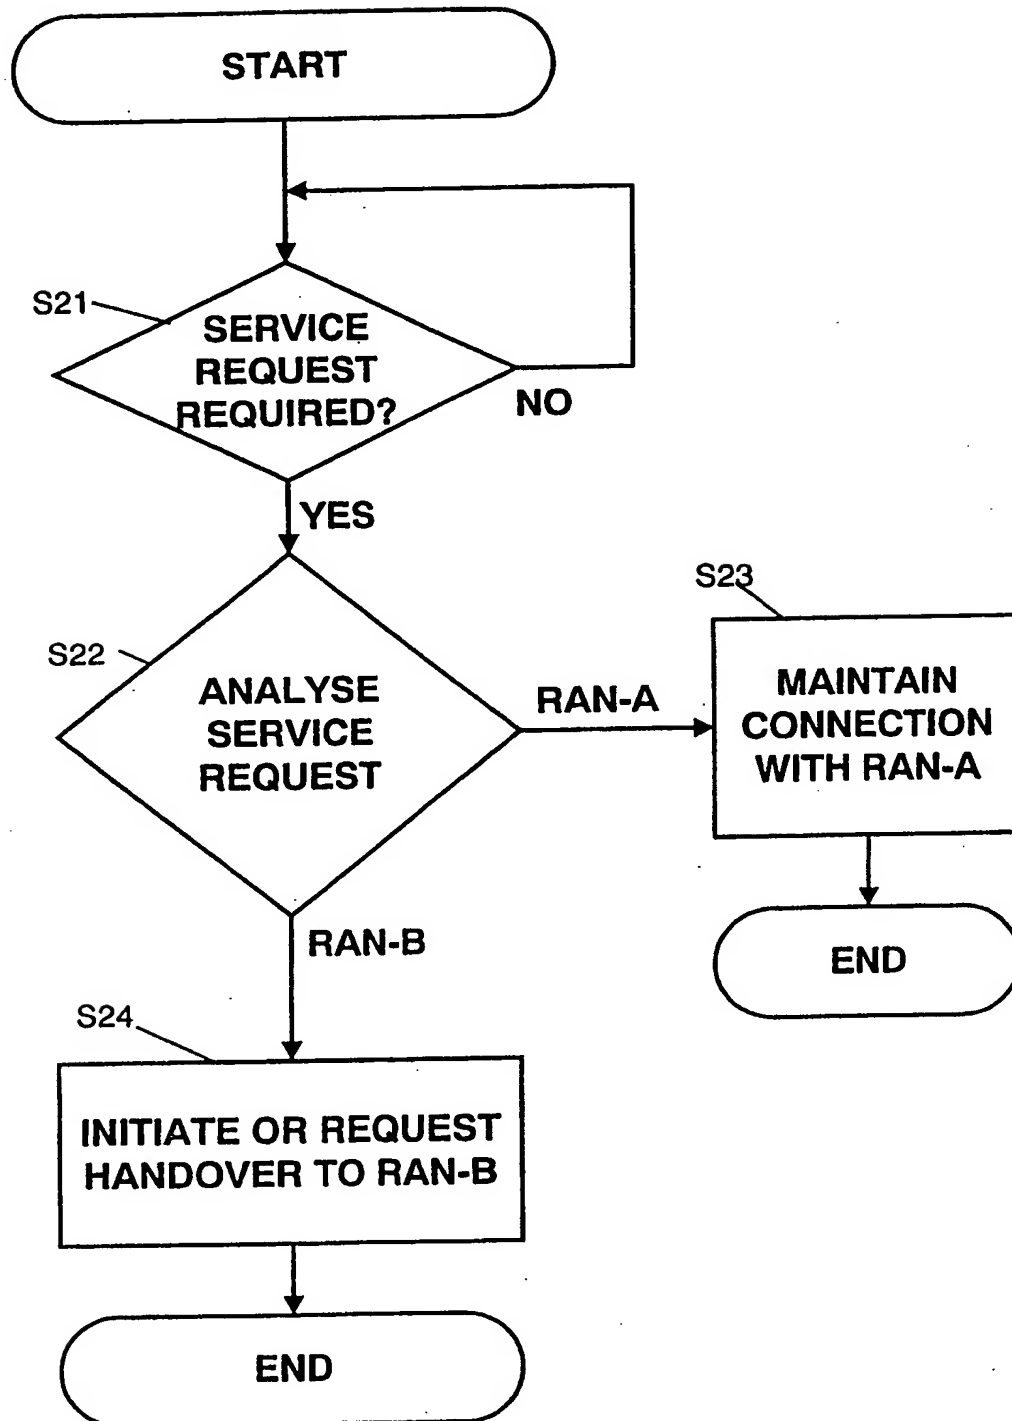 START
S21
SERVICE
REQUEST
REQUIRED?
NO
YES
S22
ANALYSE
SERVICE
REQUEST
RAN-A
S23
MAINTAIN
CONNECTION
WITH RAN-A
END
RAN-B
S24
INITIATE OR REQUEST
HANDOVER TO RAN-B
END